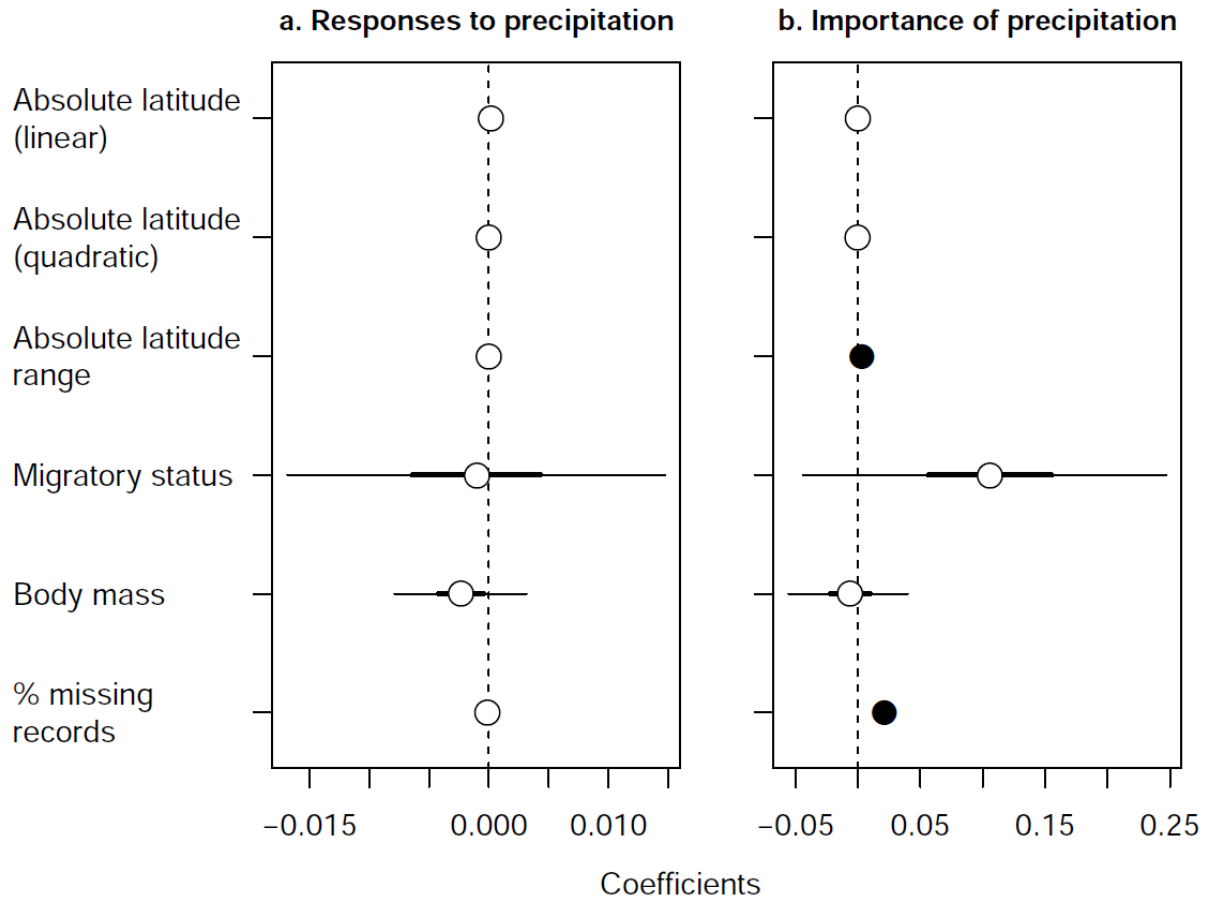 a. Responses to precipitation
b. Importance of precipitation
Absolute latitude
(linear)
Absolute latitude
(quadratic)
Absolute latitude
range
Migratory status
Body mass
% missing
records
−0.015 0.000 0.010
−0.05 0.05 0.15 0.25
Coefficients